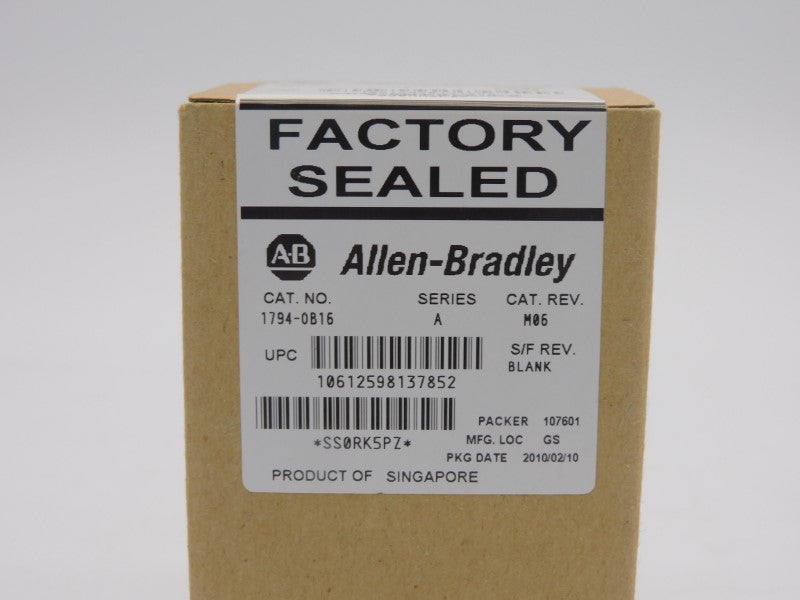 FACTORY
SEALED
A-B Allen-Bradley
CAT. NO. SERIES CAT. REV.
1794-OB16 A M06
UPC S/F REV.
BLANK
10612598137852
PACKER 107601
*SS0RK5PZ* MFG. LOC GS
PKG DATE 2010/02/10
PRODUCT OF SINGAPORE